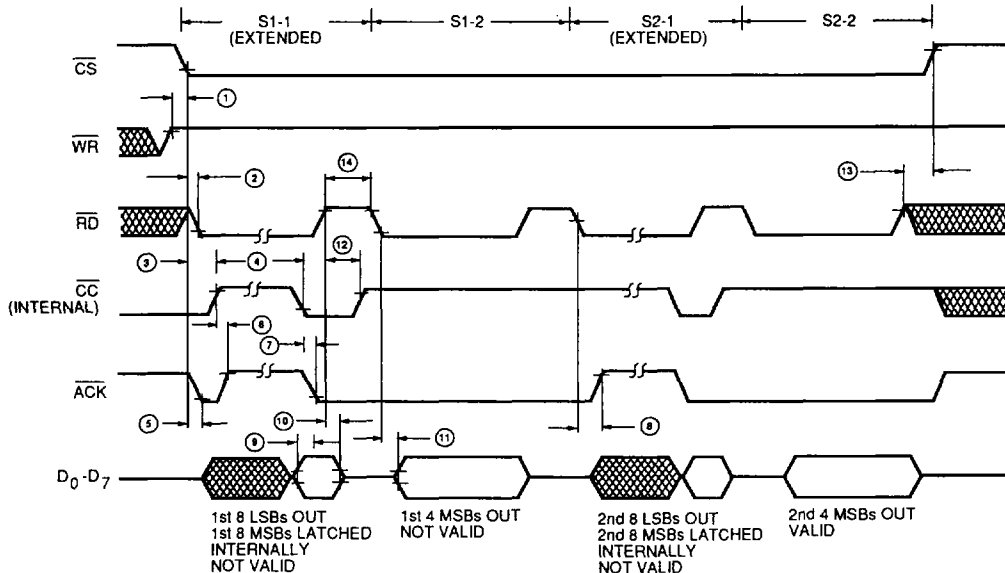 S1-1
(EXTENDED
S1-2
S2-1
(EXTENDED)
S2-2
CS
1
WR
2
14
13
RD
3
4
12
CC
(INTERNAL)
6
7
ACK
5
10
9
11
8
D0-D7
1st 8 LSBs OUT
1st 8 MSBs LATCHED
INTERNALLY
NOT VALID
1st 4 MSBs OUT
NOT VALID
2nd 8 LSBs OUT
2nd 8 MSBs LATCHED
INTERNALLY
NOT VALID
2nd 4 MSBs OUT
VALID